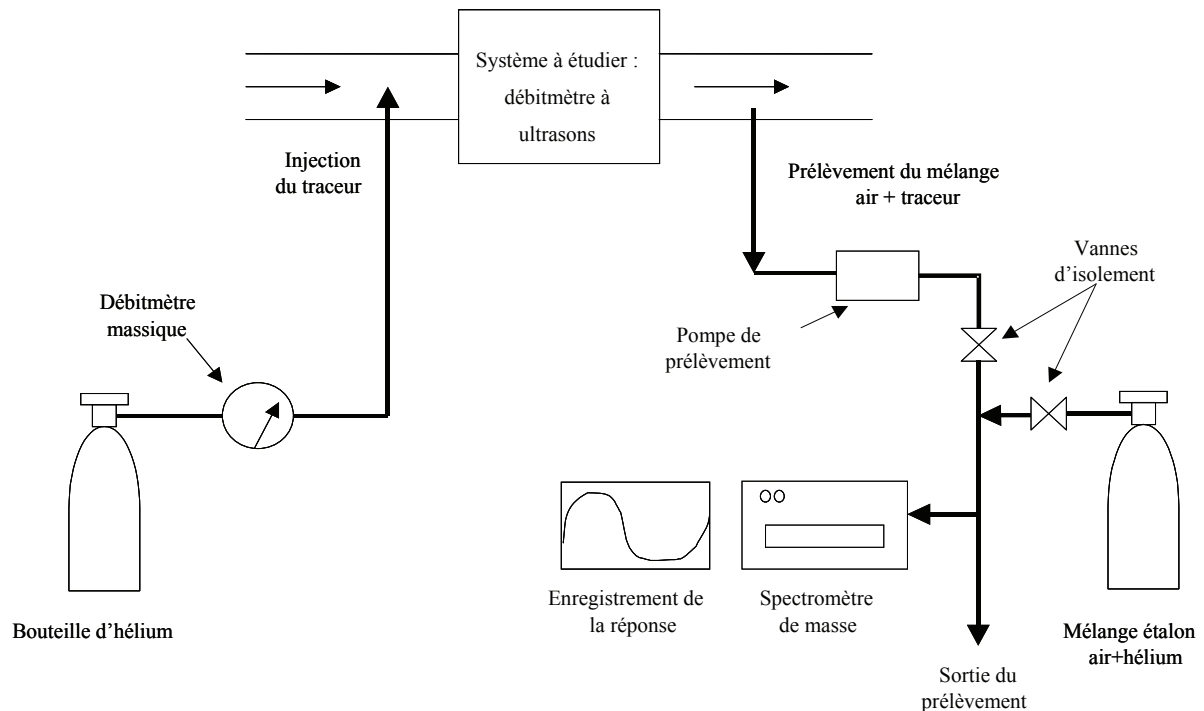 Système à étudier :
débitmètre à
ultrasons
Injection
du traceur
Prélèvement du mélange
air + traceur
Vannes
d’isolement
Débitmètre
massique
Pompe de
prélèvement
Enregistrement de
la réponse
Spectromètre
de masse
Bouteille d’hélium
Mélange étalon
air+hélium
Sortie du
prélèvement